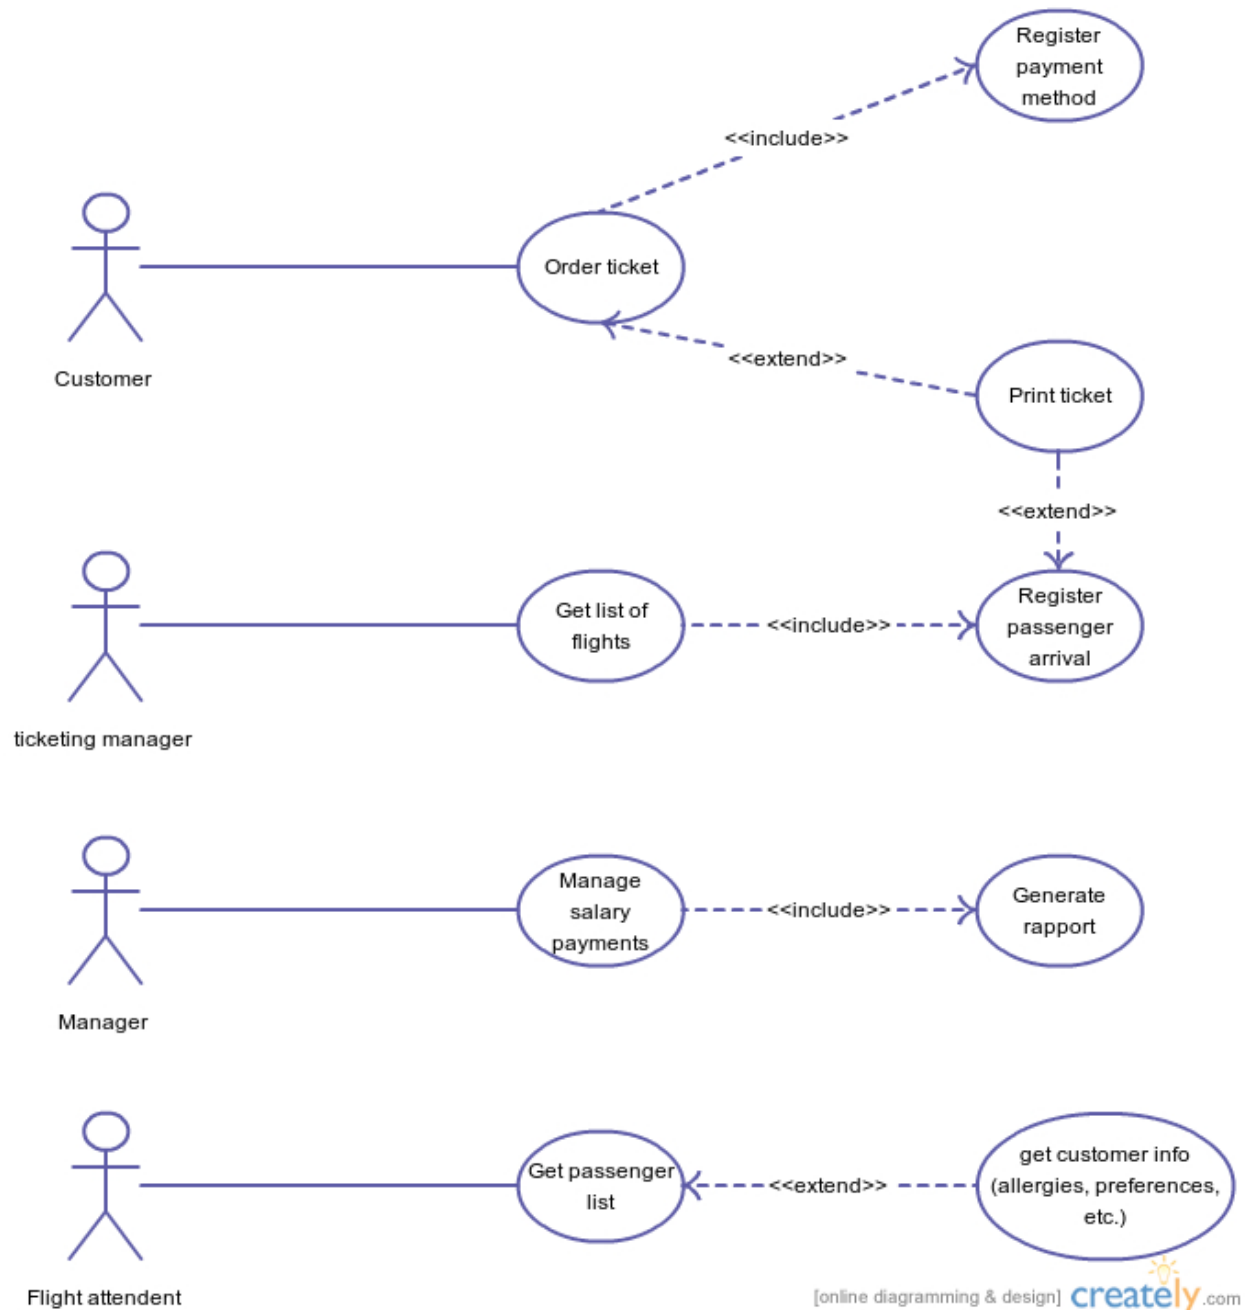 Register
payment
method
<<include>>
Order ticket
Customer
<<extend>>
Print ticket
<<extend>>
ticketing manager
Get list of
flights
<<include>>
Register
passenger
arrival
Manager
Manage
salary
payments
<<include>>
Generate
rapport
Flight attendent
Get passenger
list
<<extend>>
get customer info
(allergies, preferences,
etc.)
[online diagramming & design] creately.com